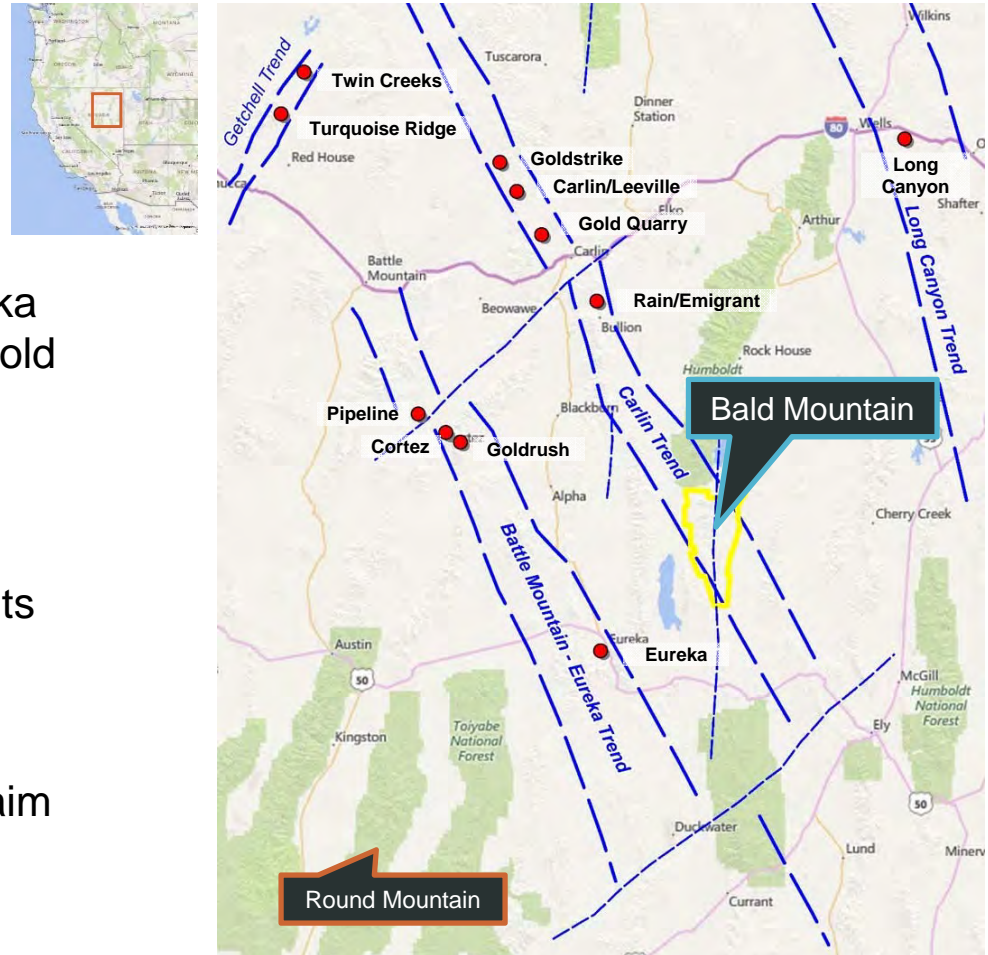 Wilkins
Getchell Trend
Tuscarora
Twin Creeks
Dinner
Station
80
Wells
Turquoise Ridge
Red House
Goldstrike
Long
Canyon
Carlin/Leeville
Shafter
Elko
Arthur
Gold Quarry
Carlin
Battle
Mountain
Long Canyon Trend
ka
old
Beowawe
Rain/Emigrant
Bullion
Rock House
Humboldt
Carlin Trend
Bald Mountain
Pipeline
Blackburn
Cortez
Goldrush
Alpha
Cherry Creek
Battle Mountain - Eureka Trend
ts
Austin
Eureka
Eureka
50
McGill
Humboldt
National
Forest
Kingston
Toiyabe
National
Forest
Ely
aim
50
Duckwater
Lund
Minerv
Round Mountain
Currant